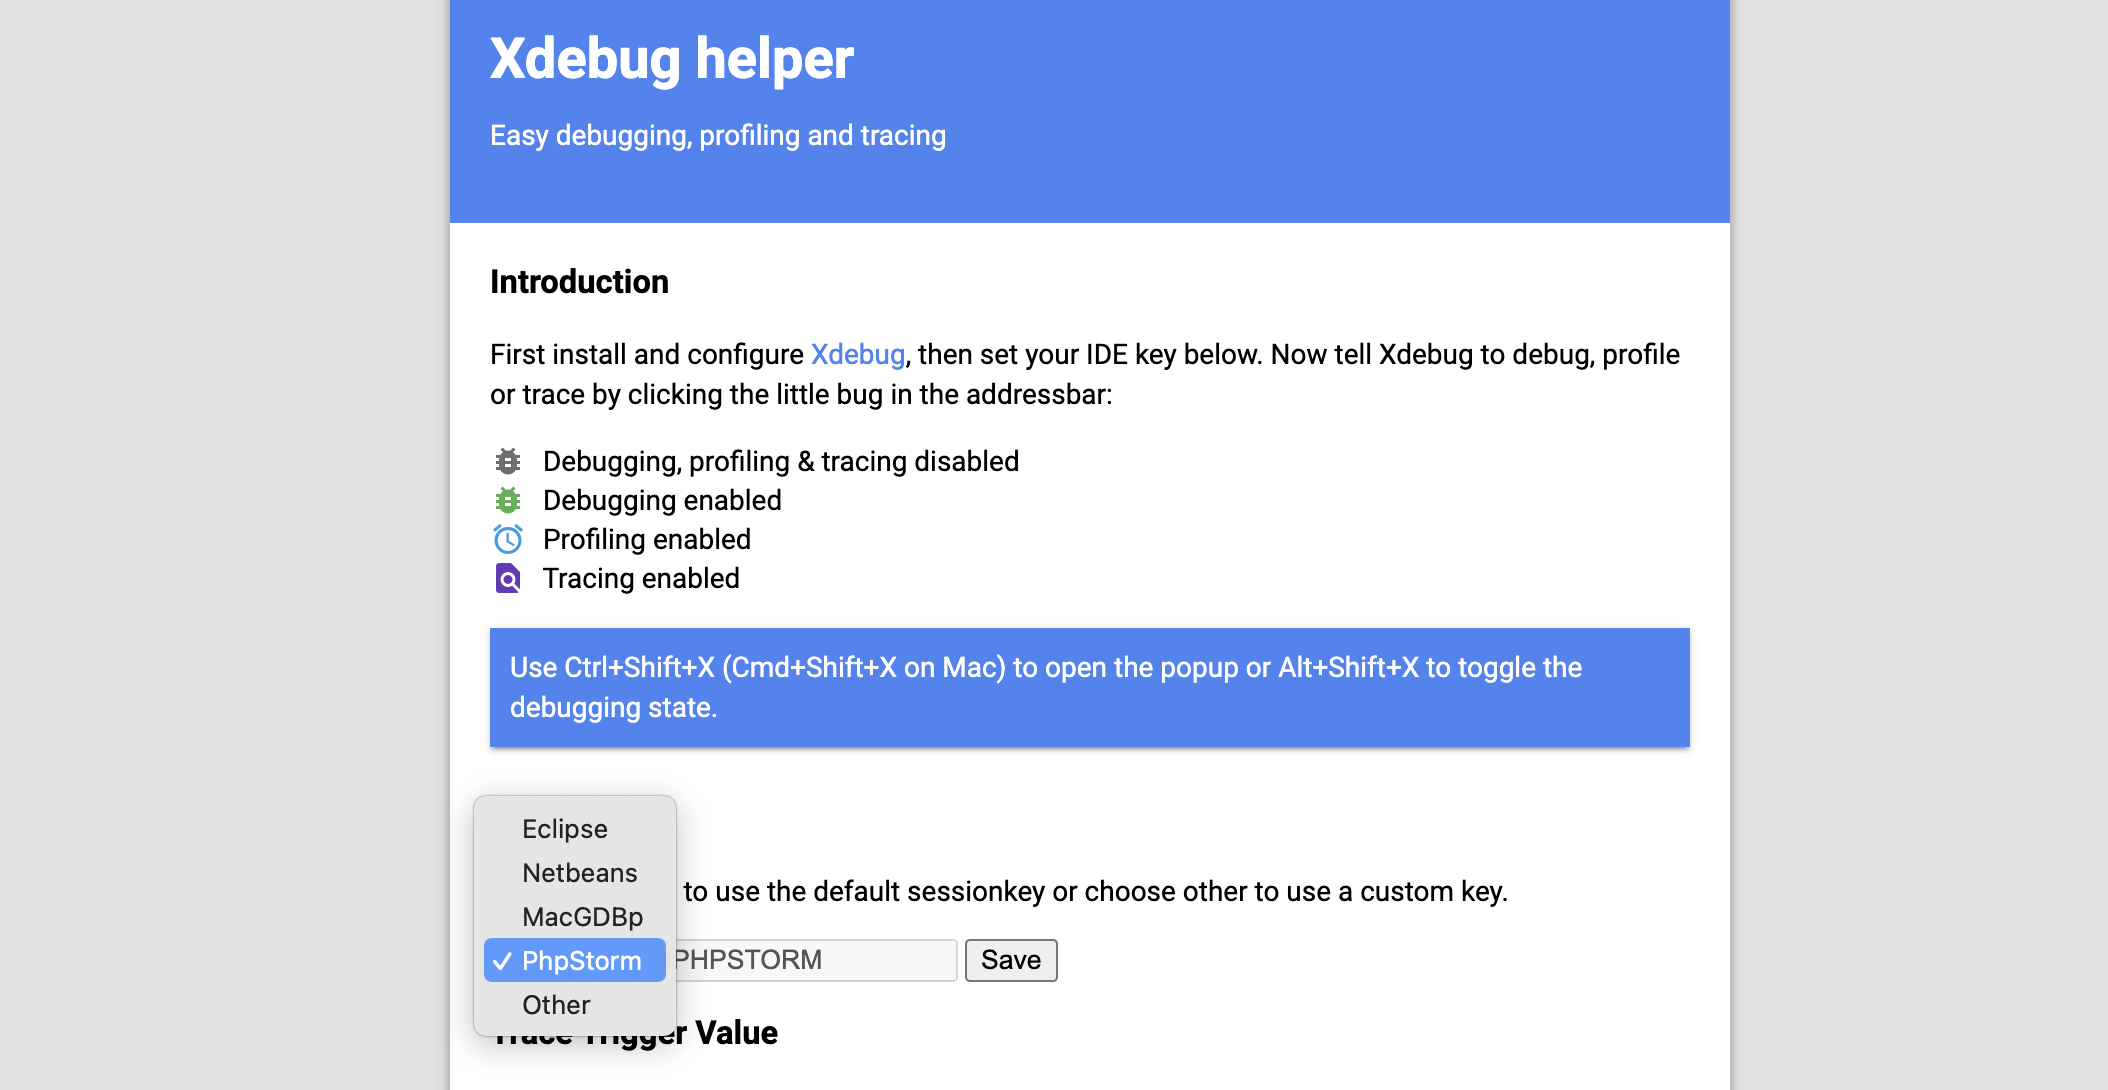 Xdebug helper
Easy debugging, profiling and tracing
Introduction
First install and configure Xdebug, then set your IDE key below. Now tell Xdebug to debug, profile
or trace by clicking the little bug in the addressbar:
Debugging, profiling & tracing disabled
Debugging enabled
Profiling enabled
Tracing enabled
Use Ctrl+Shift+X (Cmd+Shift+X on Mac) to open the popup or Alt+Shift+X to toggle the
debugging state.
Eclipse
Netbeans
to use the default sessionkey or choose other to use a custom key.
MacGDBp
PhpStorm
PHPSTORM
Save
Other
Trace Trigger Value